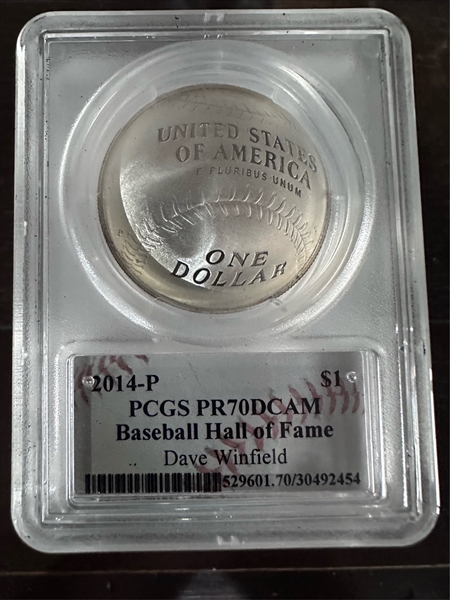 UNITED STATES
OF AMERICA
E PLURIBUS UNUM
ONE
DOLLAR
2014-P $1
PCGS PR70DCAM
Baseball Hall of Fame
Dave Winfield
529601.70/30492454